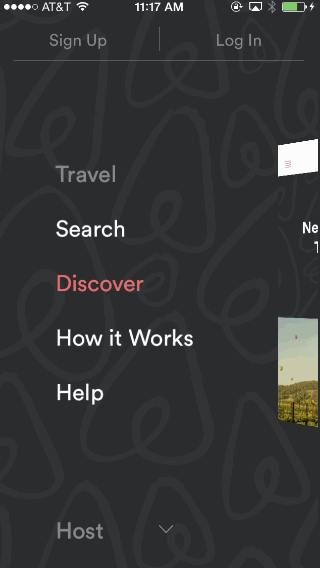 AT&T 11:17 AM
Sign Up Log In
Travel
Search
Ne
1
Discover
How it Works
Help
Host